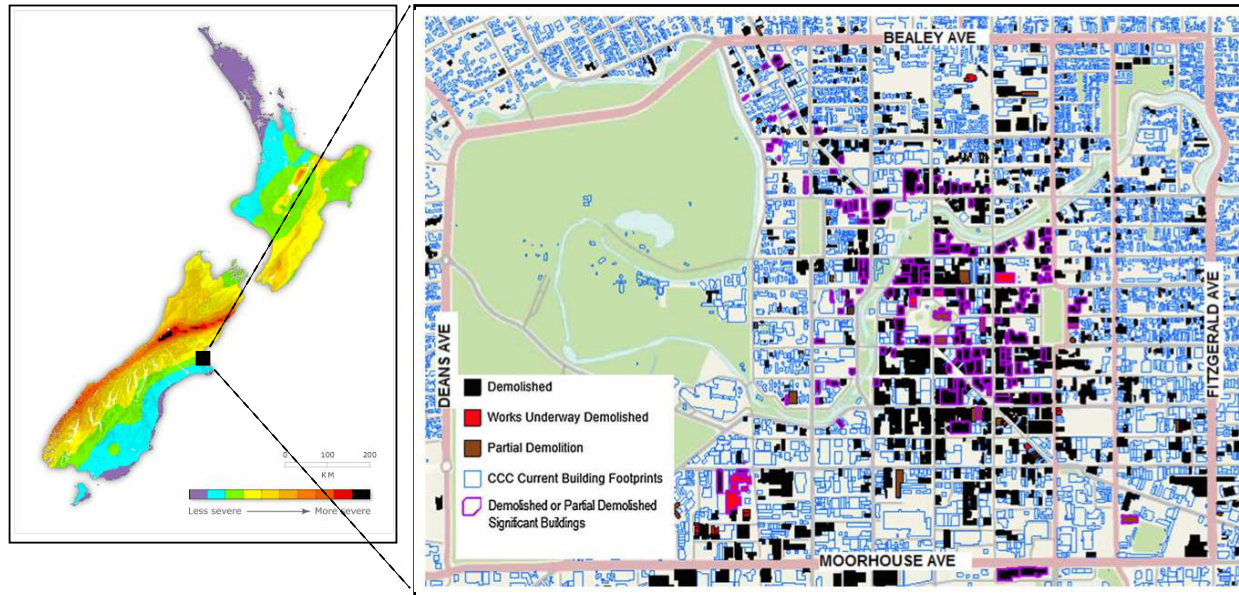 0 100 200
KM
Less severe More severe
BEALEY AVE
DEANS AVE
FITZGERALD AVE
Demolished
Works Underway Demolished
Partial Demolition
CCC Current Building Footprints
Demolished or Partial Demolished
Significant Buildings
MOORHOUSE AVE